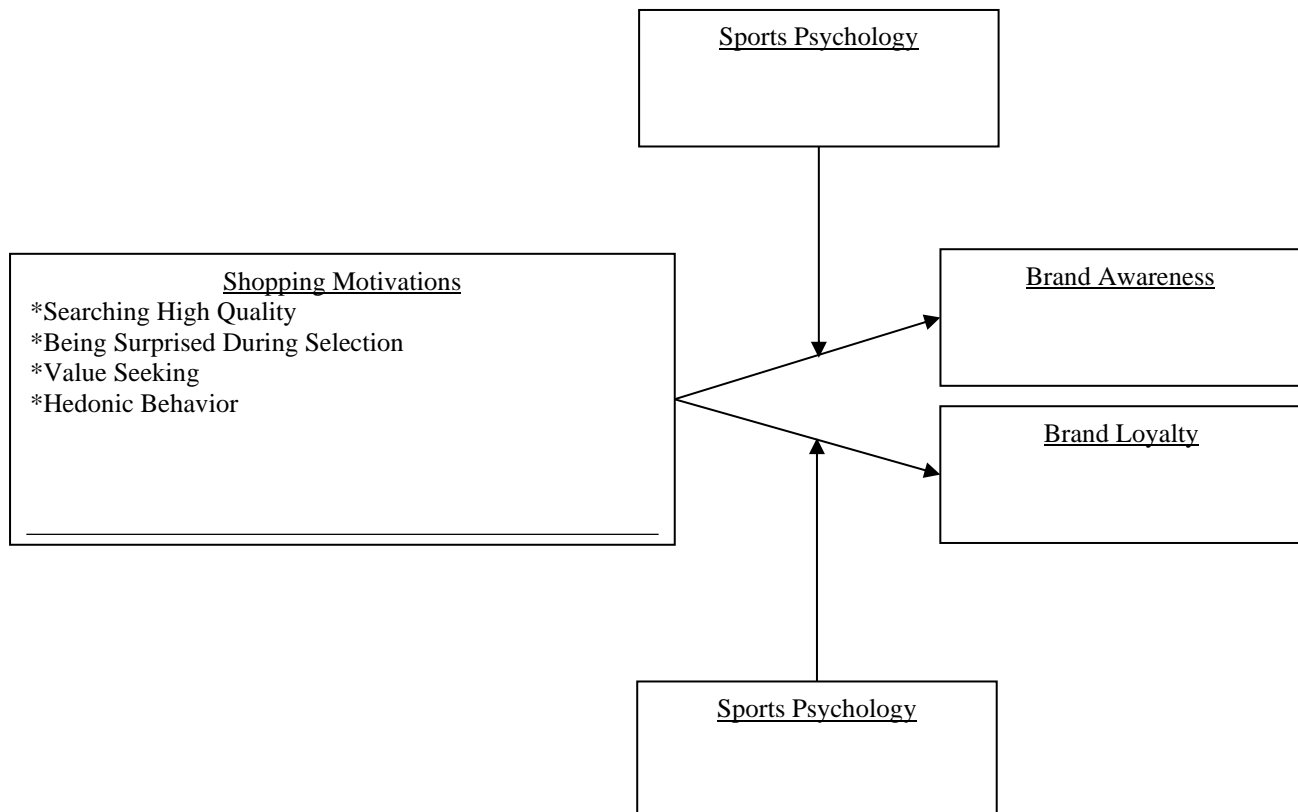 Sports Psychology
Shopping Motivations
*Searching High Quality
*Being Surprised During Selection
*Value Seeking
*Hedonic Behavior
Brand Awareness
Brand Loyalty
Sports Psychology